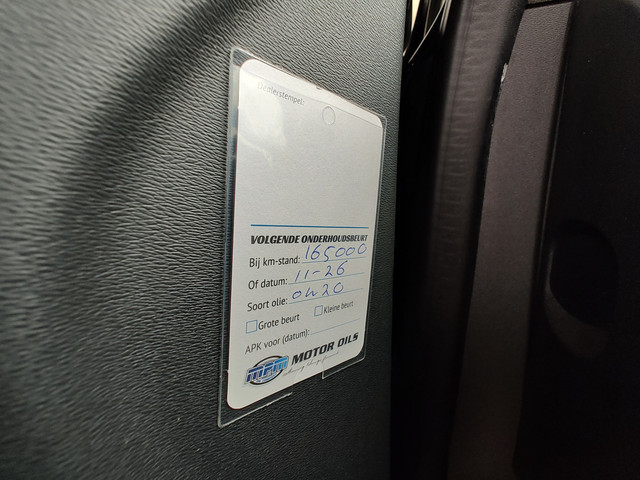 Dealerstempel:
VOLGENDE ONDERHOUDSBEURT
Bij km-stand: 165000
Of datum: 11-26
Soort olie: 0w20
Grote beurt Kleine beurt
APK voor (datum):
mpm MOTOR OILS